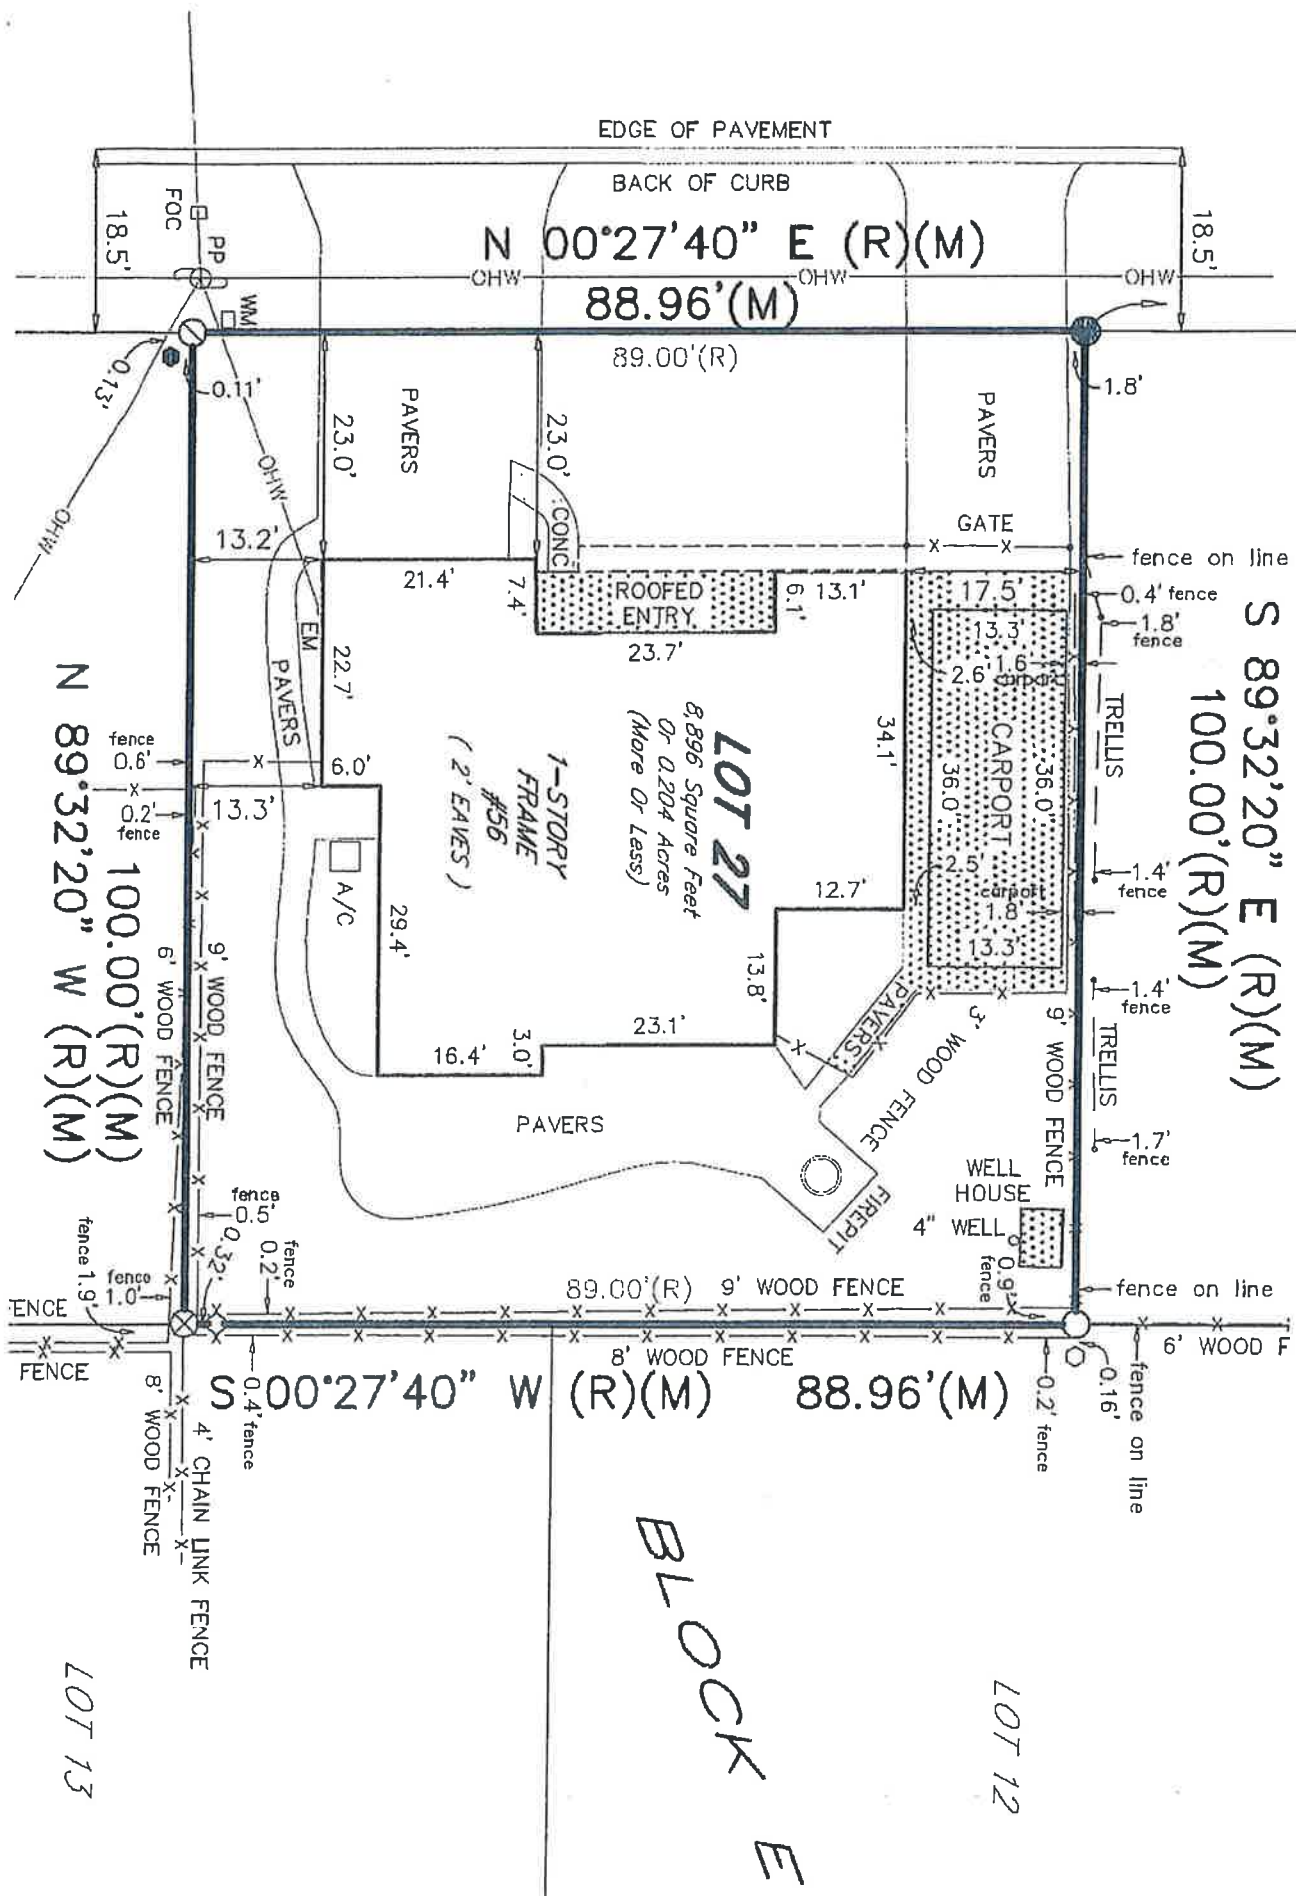 EDGE OF PAVEMENT
BACK OF CURB
N 00°27'40" E (R)(M)
OHW
OHW
OHW
88.96'(M)
89.00'(R)
18.5'
18.5'
FOC
PP
WM
0.13'
0.11'
1.8'
OHW
OHW
23.0'
PAVERS
23.0'
PAVERS
CONC
GATE
13.2'
21.4'
7.4'
ROOFED
ENTRY
6.1'
13.1'
17.5'
23.7'
fence on line
0.4' fence
1.8'
fence
13.3'
1.6'
carport
2.6'
EM
PAVERS
22.7'
34.1'
CARPORT
36.0'
36.0'
TRELLIS
S 89°32'20" E (R)(M)
100.00'(R)(M)
LOT 27
8,896 Square Feet
Or 0.204 Acres
(More Or Less)
1-STORY
FRAME
#56
( 2' EAVES )
fence
0.6'
0.2'
fence
6.0'
13.3'
N 89°32'20" W (R)(M)
100.00'(R)(M)
A/C
29.4'
12.7'
13.8'
2.5'
carport
1.8'
13.3'
1.4'
fence
1.4'
fence
TRELLIS
1.7'
fence
9' WOOD FENCE
6' WOOD FENCE
16.4'
3.0'
23.1'
PAVERS
PAVERS
3' WOOD FENCE
9' WOOD FENCE
FIREPIT
WELL
HOUSE
4" WELL
0.9'
fence
fence on line
fence
0.5'
0.32'
fence
0.2'
fence 1.9'
fence
1.0'
89.00'(R)
9' WOOD FENCE
8' WOOD FENCE
ENCE
FENCE
S 00°27'40" W (R)(M)
88.96'(M)
0.4' fence
0.2' fence
0.16'
fence on line
6' WOOD F
8' WOOD FENCE
4' CHAIN LINK FENCE
BLOCK E
LOT 12
LOT 13